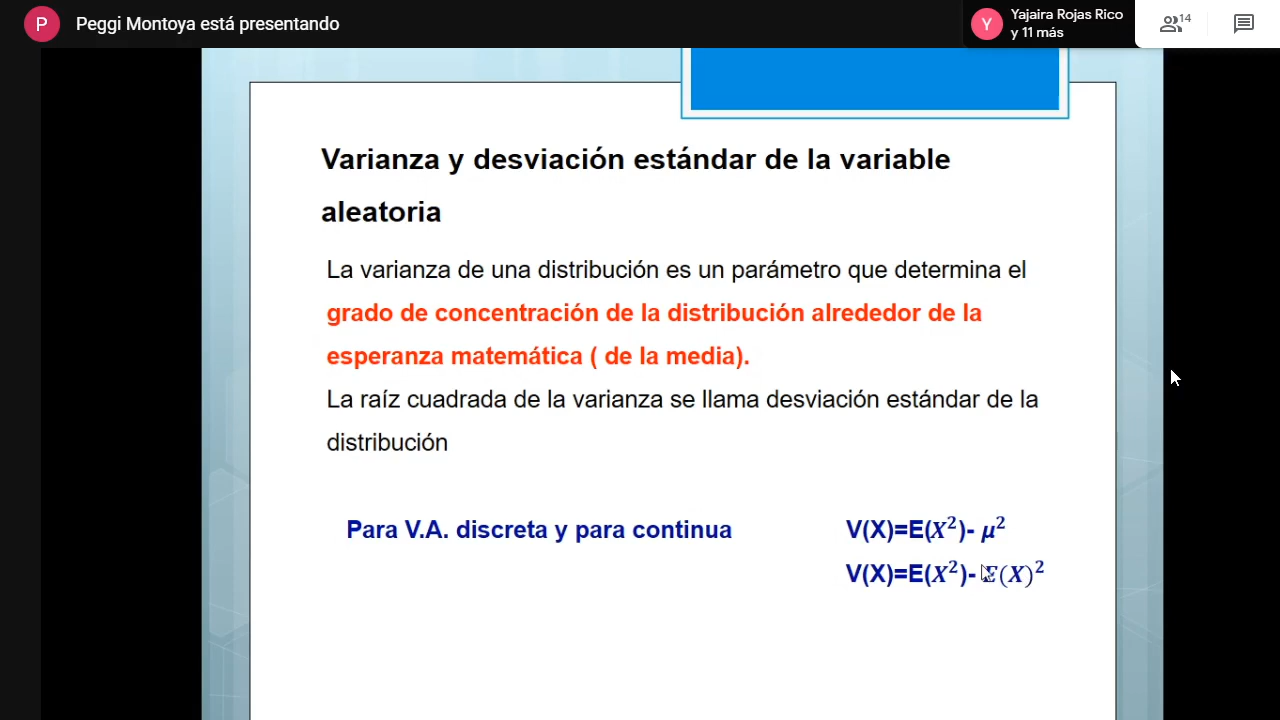 P Peggi Montoya está presentando
Y Yajaira Rojas Rico
y 11 más
14
Varianza y desviación estándar de la variable
aleatoria
La varianza de una distribución es un parámetro que determina el
grado de concentración de la distribución alrededor de la
esperanza matemática ( de la media).
La raíz cuadrada de la varianza se llama desviación estándar de la
distribución
Para V.A. discreta y para continua V(X)=E(X²)- μ²
V(X)=E(X²)- E(X)²